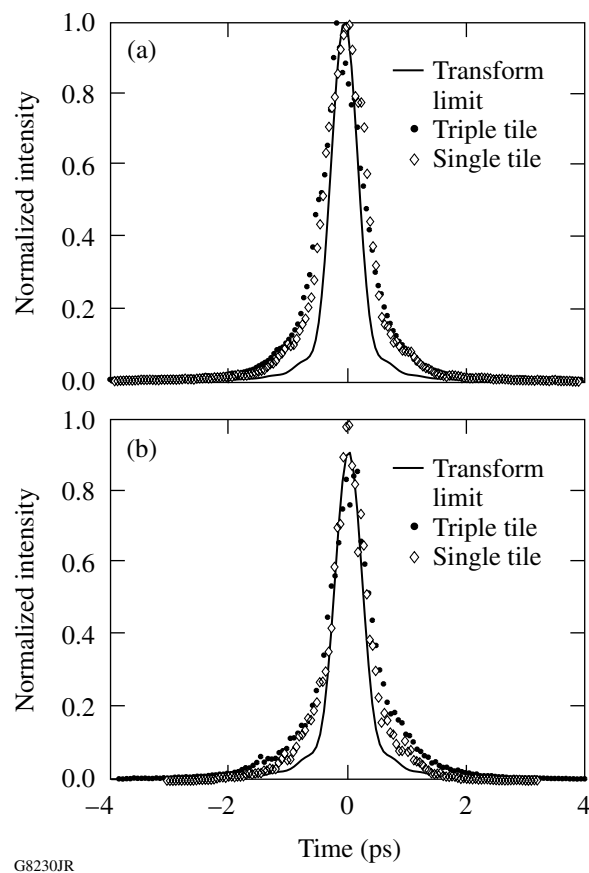 1.0
(a)
0.8
0.6
0.4
0.2
0.0
Normalized intensity
Transform
limit
Triple tile
Single tile
1.0
(b)
0.8
0.6
0.4
0.2
0.0
Normalized intensity
Transform
limit
Triple tile
Single tile
−4
−2
0
2
4
Time (ps)
G8230JR